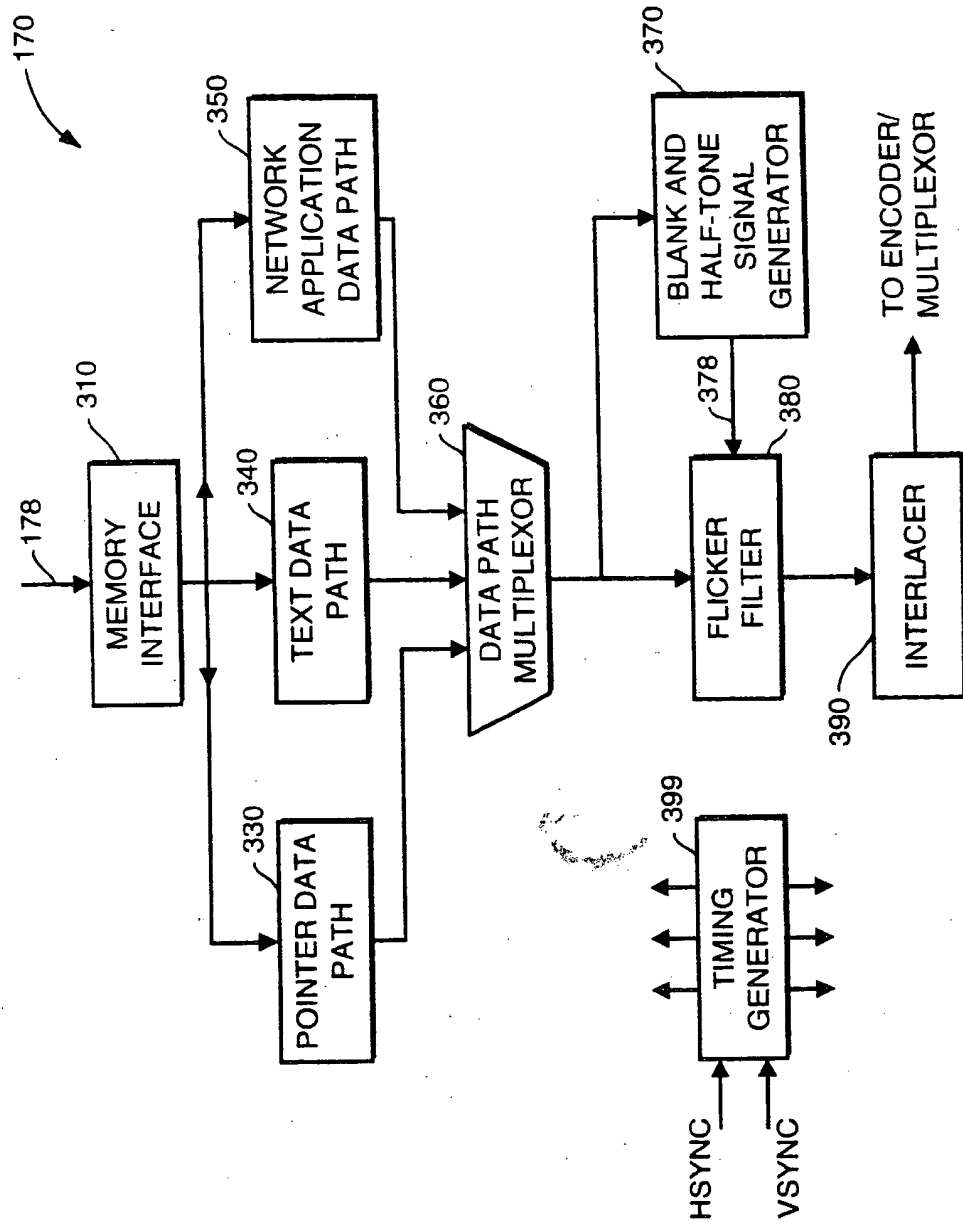 170
178
310
MEMORY
INTERFACE
330
POINTER DATA
PATH
340
TEXT DATA
PATH
350
NETWORK
APPLICATION
DATA PATH
360
DATA PATH
MULTIPLEXOR
370
BLANK AND
HALF-TONE
SIGNAL
GENERATOR
378
380
FLICKER
FILTER
390
INTERLACER
TO ENCODER/
MULTIPLEXOR
399
TIMING
GENERATOR
HSYNC
VSYNC